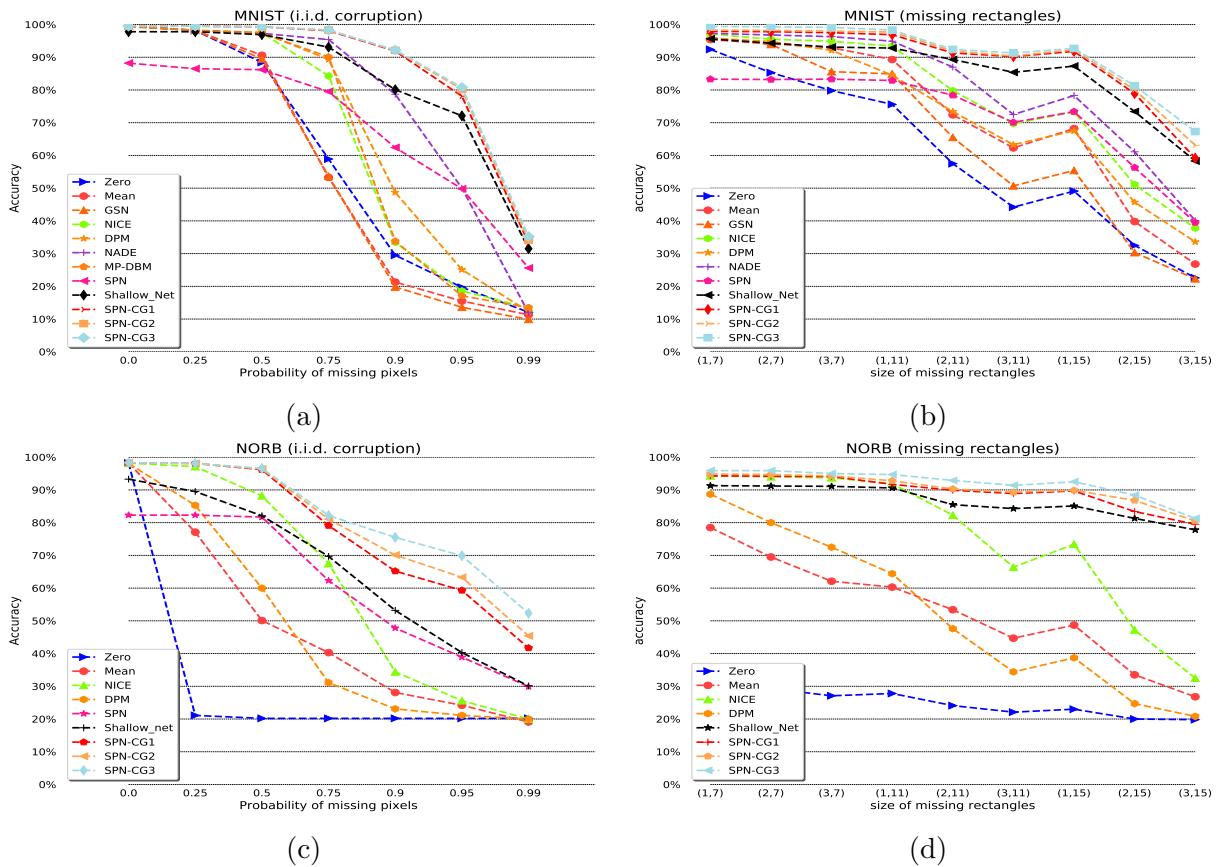 MNIST (i.i.d. corruption)
100%
90%
80%
70%
60%
50%
40%
30%
20%
10%
0%
Accuracy
Zero
Mean
GSN
NICE
DPM
NADE
MP-DBM
SPN
Shallow_Net
SPN-CG1
SPN-CG2
SPN-CG3
0.0 0.25 0.5 0.75 0.9 0.95 0.99
Probability of missing pixels
(a)
MNIST (missing rectangles)
100%
90%
80%
70%
60%
50%
40%
30%
20%
10%
0%
accuracy
Zero
Mean
GSN
NICE
DPM
NADE
SPN
Shallow_Net
SPN-CG1
SPN-CG2
SPN-CG3
(1,7) (2,7) (3,7) (1,11) (2,11) (3,11) (1,15) (2,15) (3,15)
size of missing rectangles
(b)
NORB (i.i.d. corruption)
100%
90%
80%
70%
60%
50%
40%
30%
20%
10%
0%
Accuracy
Zero
Mean
NICE
DPM
SPN
Shallow_net
SPN-CG1
SPN-CG2
SPN-CG3
0.0 0.25 0.5 0.75 0.9 0.95 0.99
Probability of missing pixels
(c)
NORB (missing rectangles)
100%
90%
80%
70%
60%
50%
40%
30%
20%
10%
0%
accuracy
Zero
Mean
NICE
DPM
Shallow_Net
SPN-CG1
SPN-CG2
SPN-CG3
(1,7) (2,7) (3,7) (1,11) (2,11) (3,11) (1,15) (2,15) (3,15)
size of missing rectangles
(d)